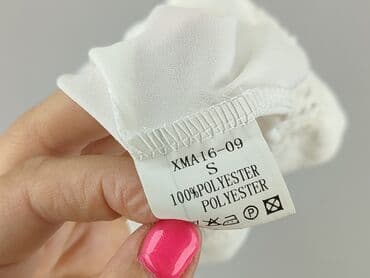 XMA16-09
S
100%POLYESTER
POLYESTER
P